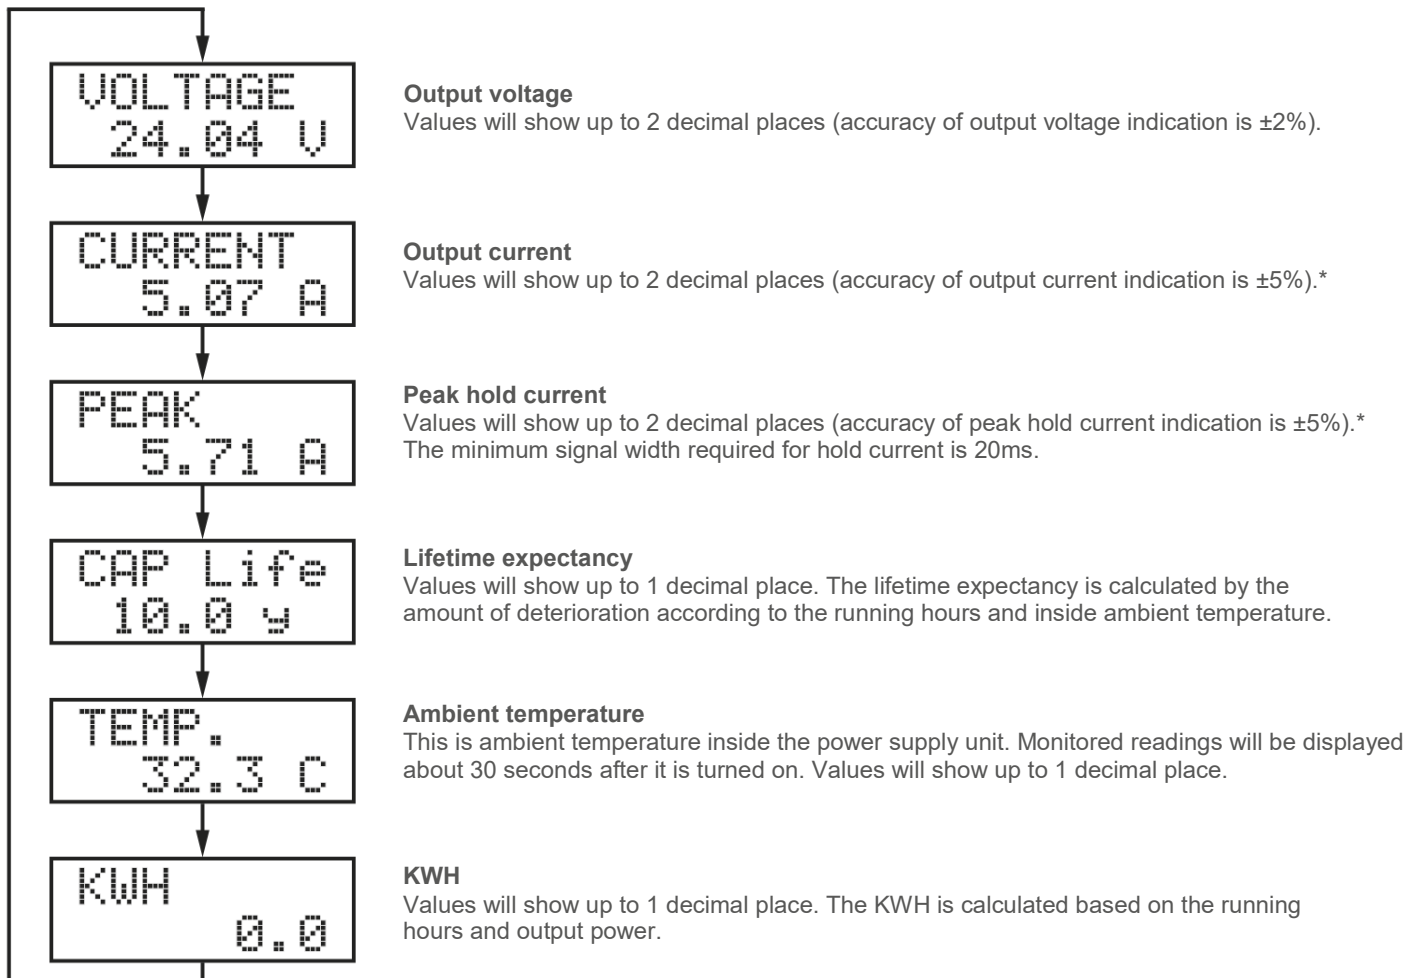 VOLTAGE
24.04 V
Output voltage
Values will show up to 2 decimal places (accuracy of output voltage indication is ±2%).
CURRENT
5.07 A
Output current
Values will show up to 2 decimal places (accuracy of output current indication is ±5%).*
PEAK
5.71 A
Peak hold current
Values will show up to 2 decimal places (accuracy of peak hold current indication is ±5%).*
The minimum signal width required for hold current is 20ms.
CAP Life
10.0 y
Lifetime expectancy
Values will show up to 1 decimal place. The lifetime expectancy is calculated by the
amount of deterioration according to the running hours and inside ambient temperature.
TEMP.
32.3 C
Ambient temperature
This is ambient temperature inside the power supply unit. Monitored readings will be displayed
about 30 seconds after it is turned on. Values will show up to 1 decimal place.
KWH
0.0
KWH
Values will show up to 1 decimal place. The KWH is calculated based on the running
hours and output power.